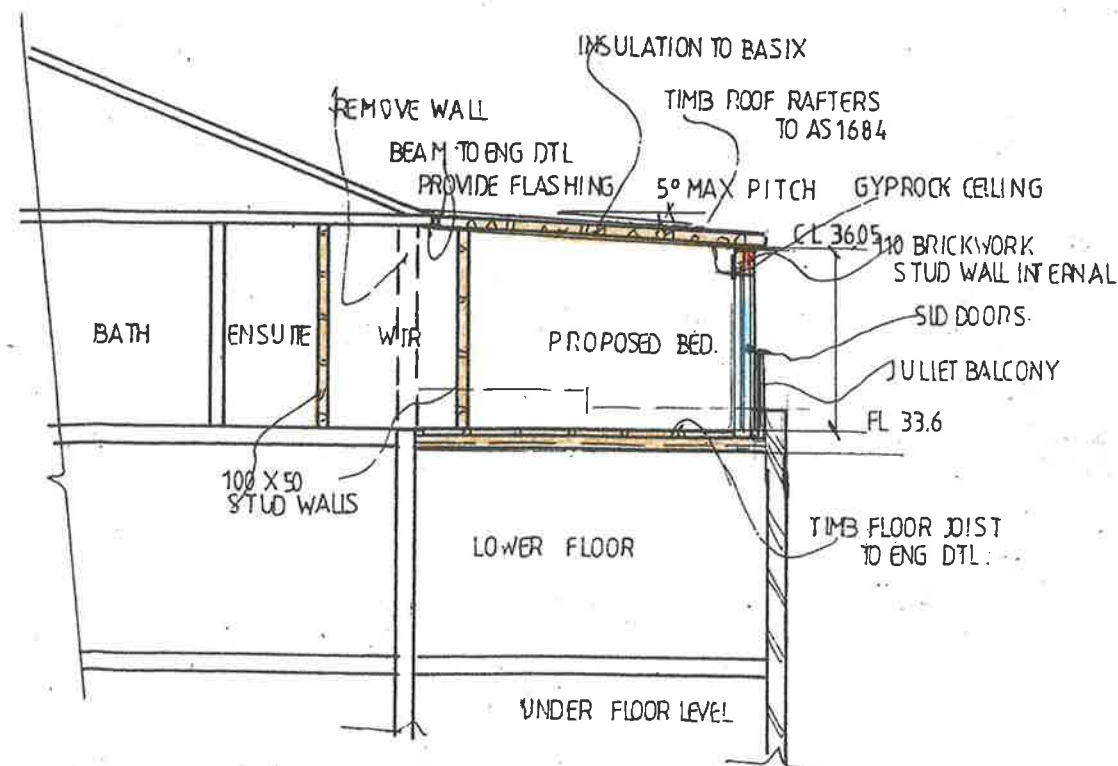 INSULATION TO BASIX
TIMB ROOF RAFTERS
TO AS 1684
REMOVE WALL
BEAM TO ENG DTL
PROVIDE FLASHING
5° MAX PITCH
GYPROCK CEILING
CL 36.05
110 BRICKWORK
STUD WALL INTERNAL
SLD DOORS
JULIET BALCONY
BATH
ENSUITE
WIR
PROPOSED BED.
FL 33.6
100 X 50
STUD WALLS
LOWER FLOOR
TIMB FLOOR JOIST
TO ENG DTL.
UNDER FLOOR LEVEL